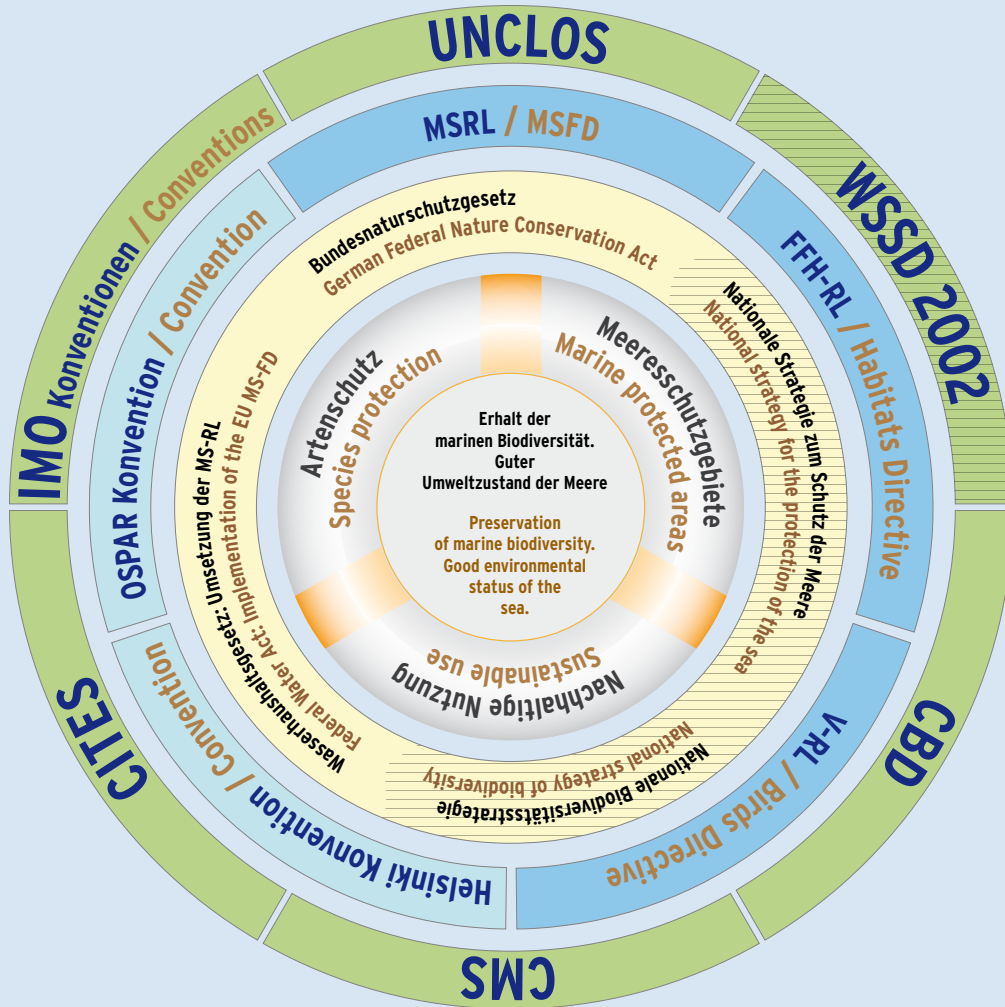 UNCLOS
WSSD 2002
CBD
CMS
CITES
IMO Konventionen / Conventions
MSRL / MSFD
FFH-RL / Habitats Directive
V-RL / Birds Directive
Helsinki Konvention / Convention
OSPAR Konvention / Convention
Bundesnaturschutzgesetz
German Federal Nature Conservation Act
Nationale Strategie zum Schutz der Meere
National strategy for the protection of the sea
Nationale Biodiversitätsstrategie
National strategy of biodiversity
Wasserhaushaltsgesetz: Umsetzung der MS-RL
Federal Water Act: Implementation of the EU MS-FD
Artenschutz
Species protection
Meeresschutzgebiete
Marine protected areas
Nachhaltige Nutzung
Sustainable use
Erhalt der
marinen Biodiversität.
Guter
Umweltzustand der Meere
Preservation
of marine biodiversity.
Good environmental
status of the
sea.